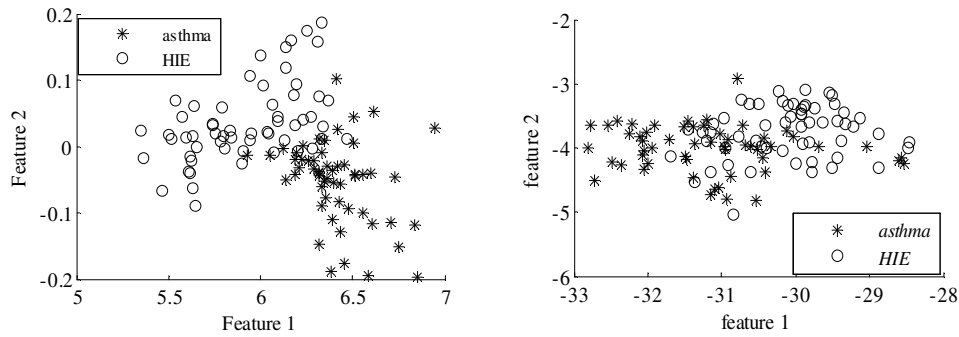 0.2
asthma
HIE
0.1
0
-0.1
-0.2
5
5.5
6
6.5
7
Feature 1
Feature 2
-2
-3
-4
-5
-6
asthma
HIE
-33
-32
-31
-30
-29
-28
feature 1
feature 2